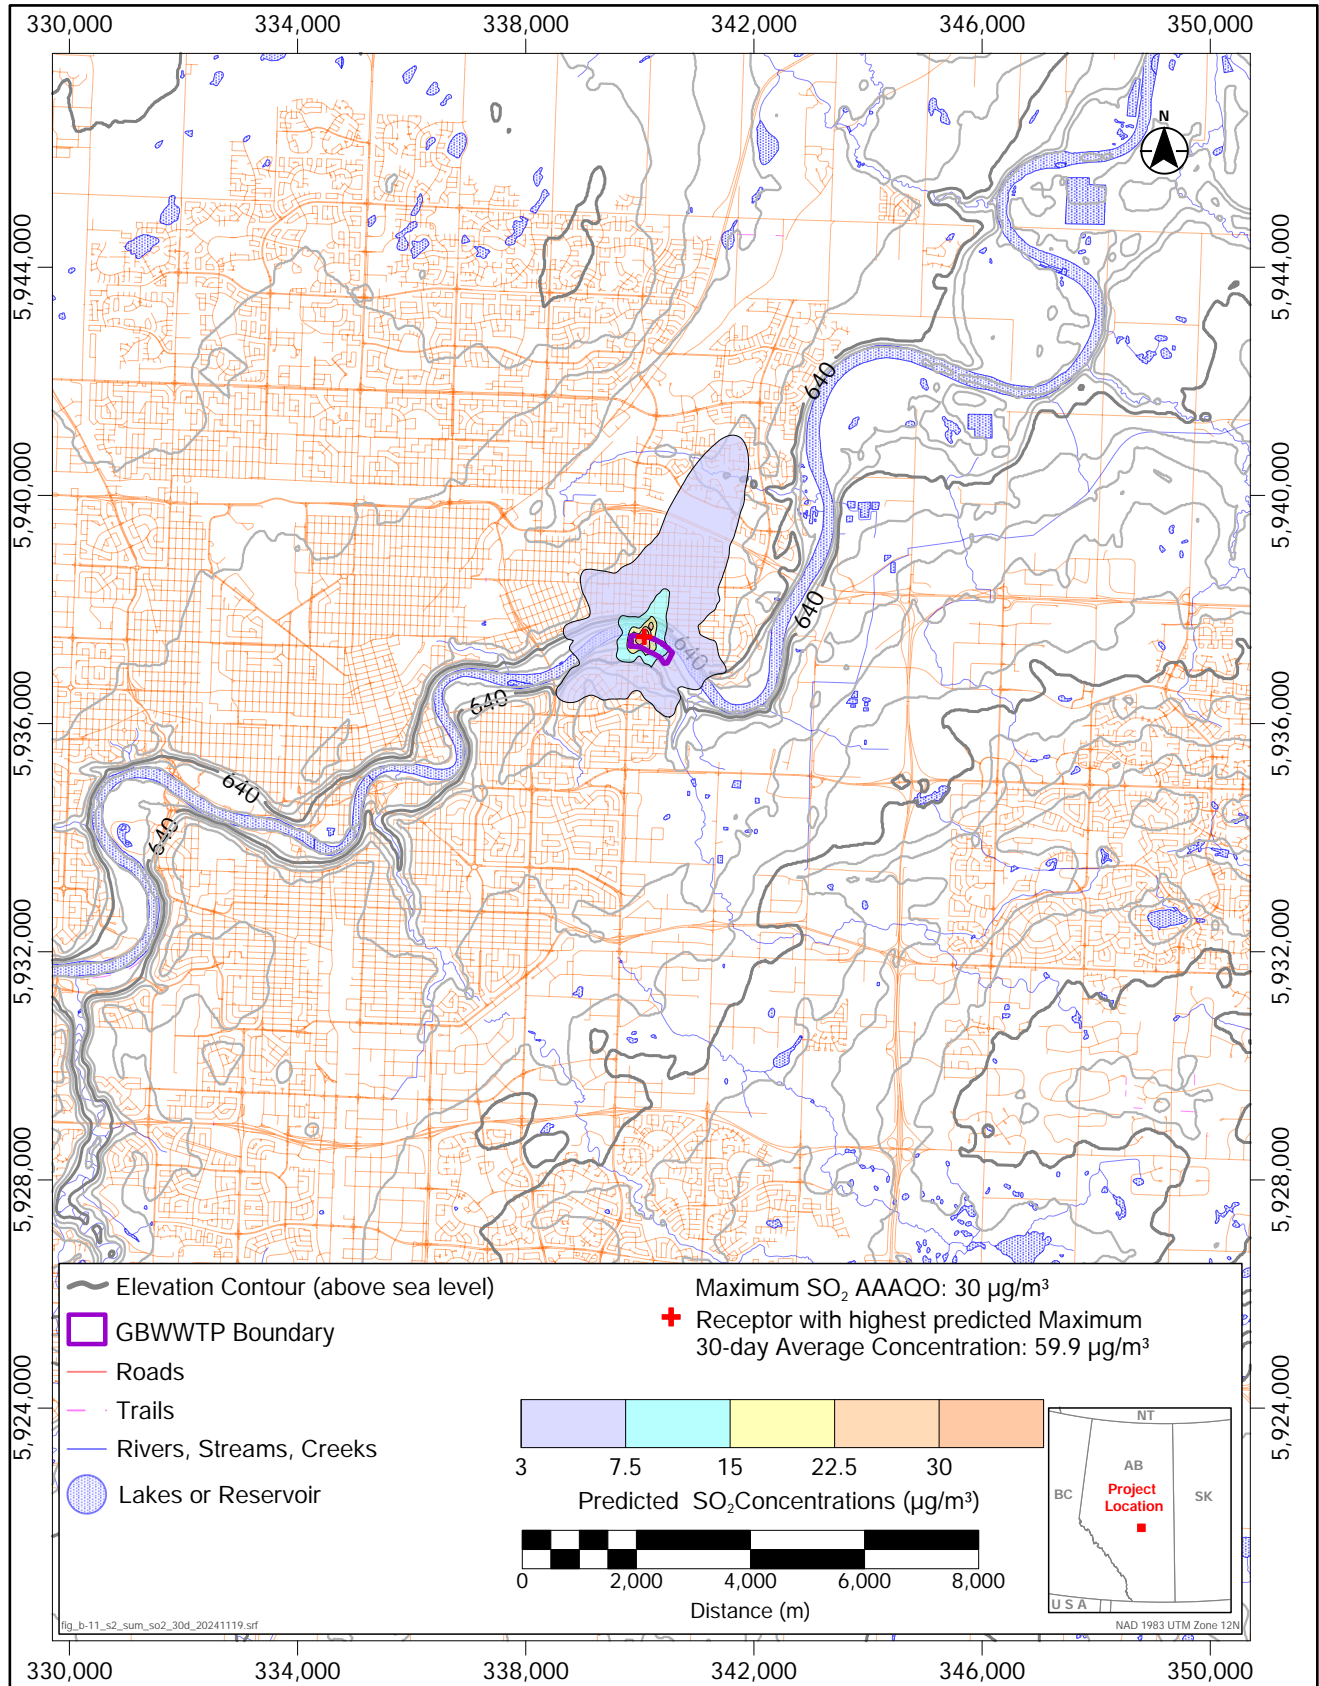 330,000 334,000 338,000 342,000 346,000 350,000
N
5,944,000 5,944,000
640
5,940,000 5,940,000
640
640
5,936,000 5,936,000
640
640
640
5,932,000 5,932,000
5,928,000 5,928,000
Elevation Contour (above sea level)
GBWWTP Boundary
Roads
Trails
Rivers, Streams, Creeks
Lakes or Reservoir
Maximum SO₂ AAAQO: 30 µg/m³
Receptor with highest predicted Maximum
30-day Average Concentration: 59.9 µg/m³
5,924,000 5,924,000
3 7.5 15 22.5 30
Predicted SO₂Concentrations (µg/m³)
0 2,000 4,000 6,000 8,000
Distance (m)
NT
AB
BC
SK
Project
Location
USA
fig_b-11_s2_sum_so2_30d_20241119.srf
NAD 1983 UTM Zone 12N
330,000 334,000 338,000 342,000 346,000 350,000